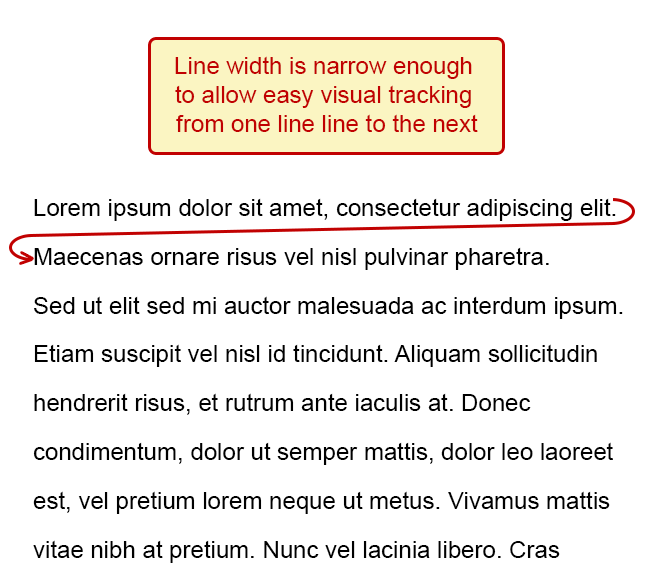 Line width is narrow enough
to allow easy visual tracking
from one line line to the next
Lorem ipsum dolor sit amet, consectetur adipiscing elit.
Maecenas ornare risus vel nisl pulvinar pharetra.
Sed ut elit sed mi auctor malesuada ac interdum ipsum.
Etiam suscipit vel nisl id tincidunt. Aliquam sollicitudin
hendrerit risus, et rutrum ante iaculis at. Donec
condimentum, dolor ut semper mattis, dolor leo laoreet
est, vel pretium lorem neque ut metus. Vivamus mattis
vitae nibh at pretium. Nunc vel lacinia libero. Cras